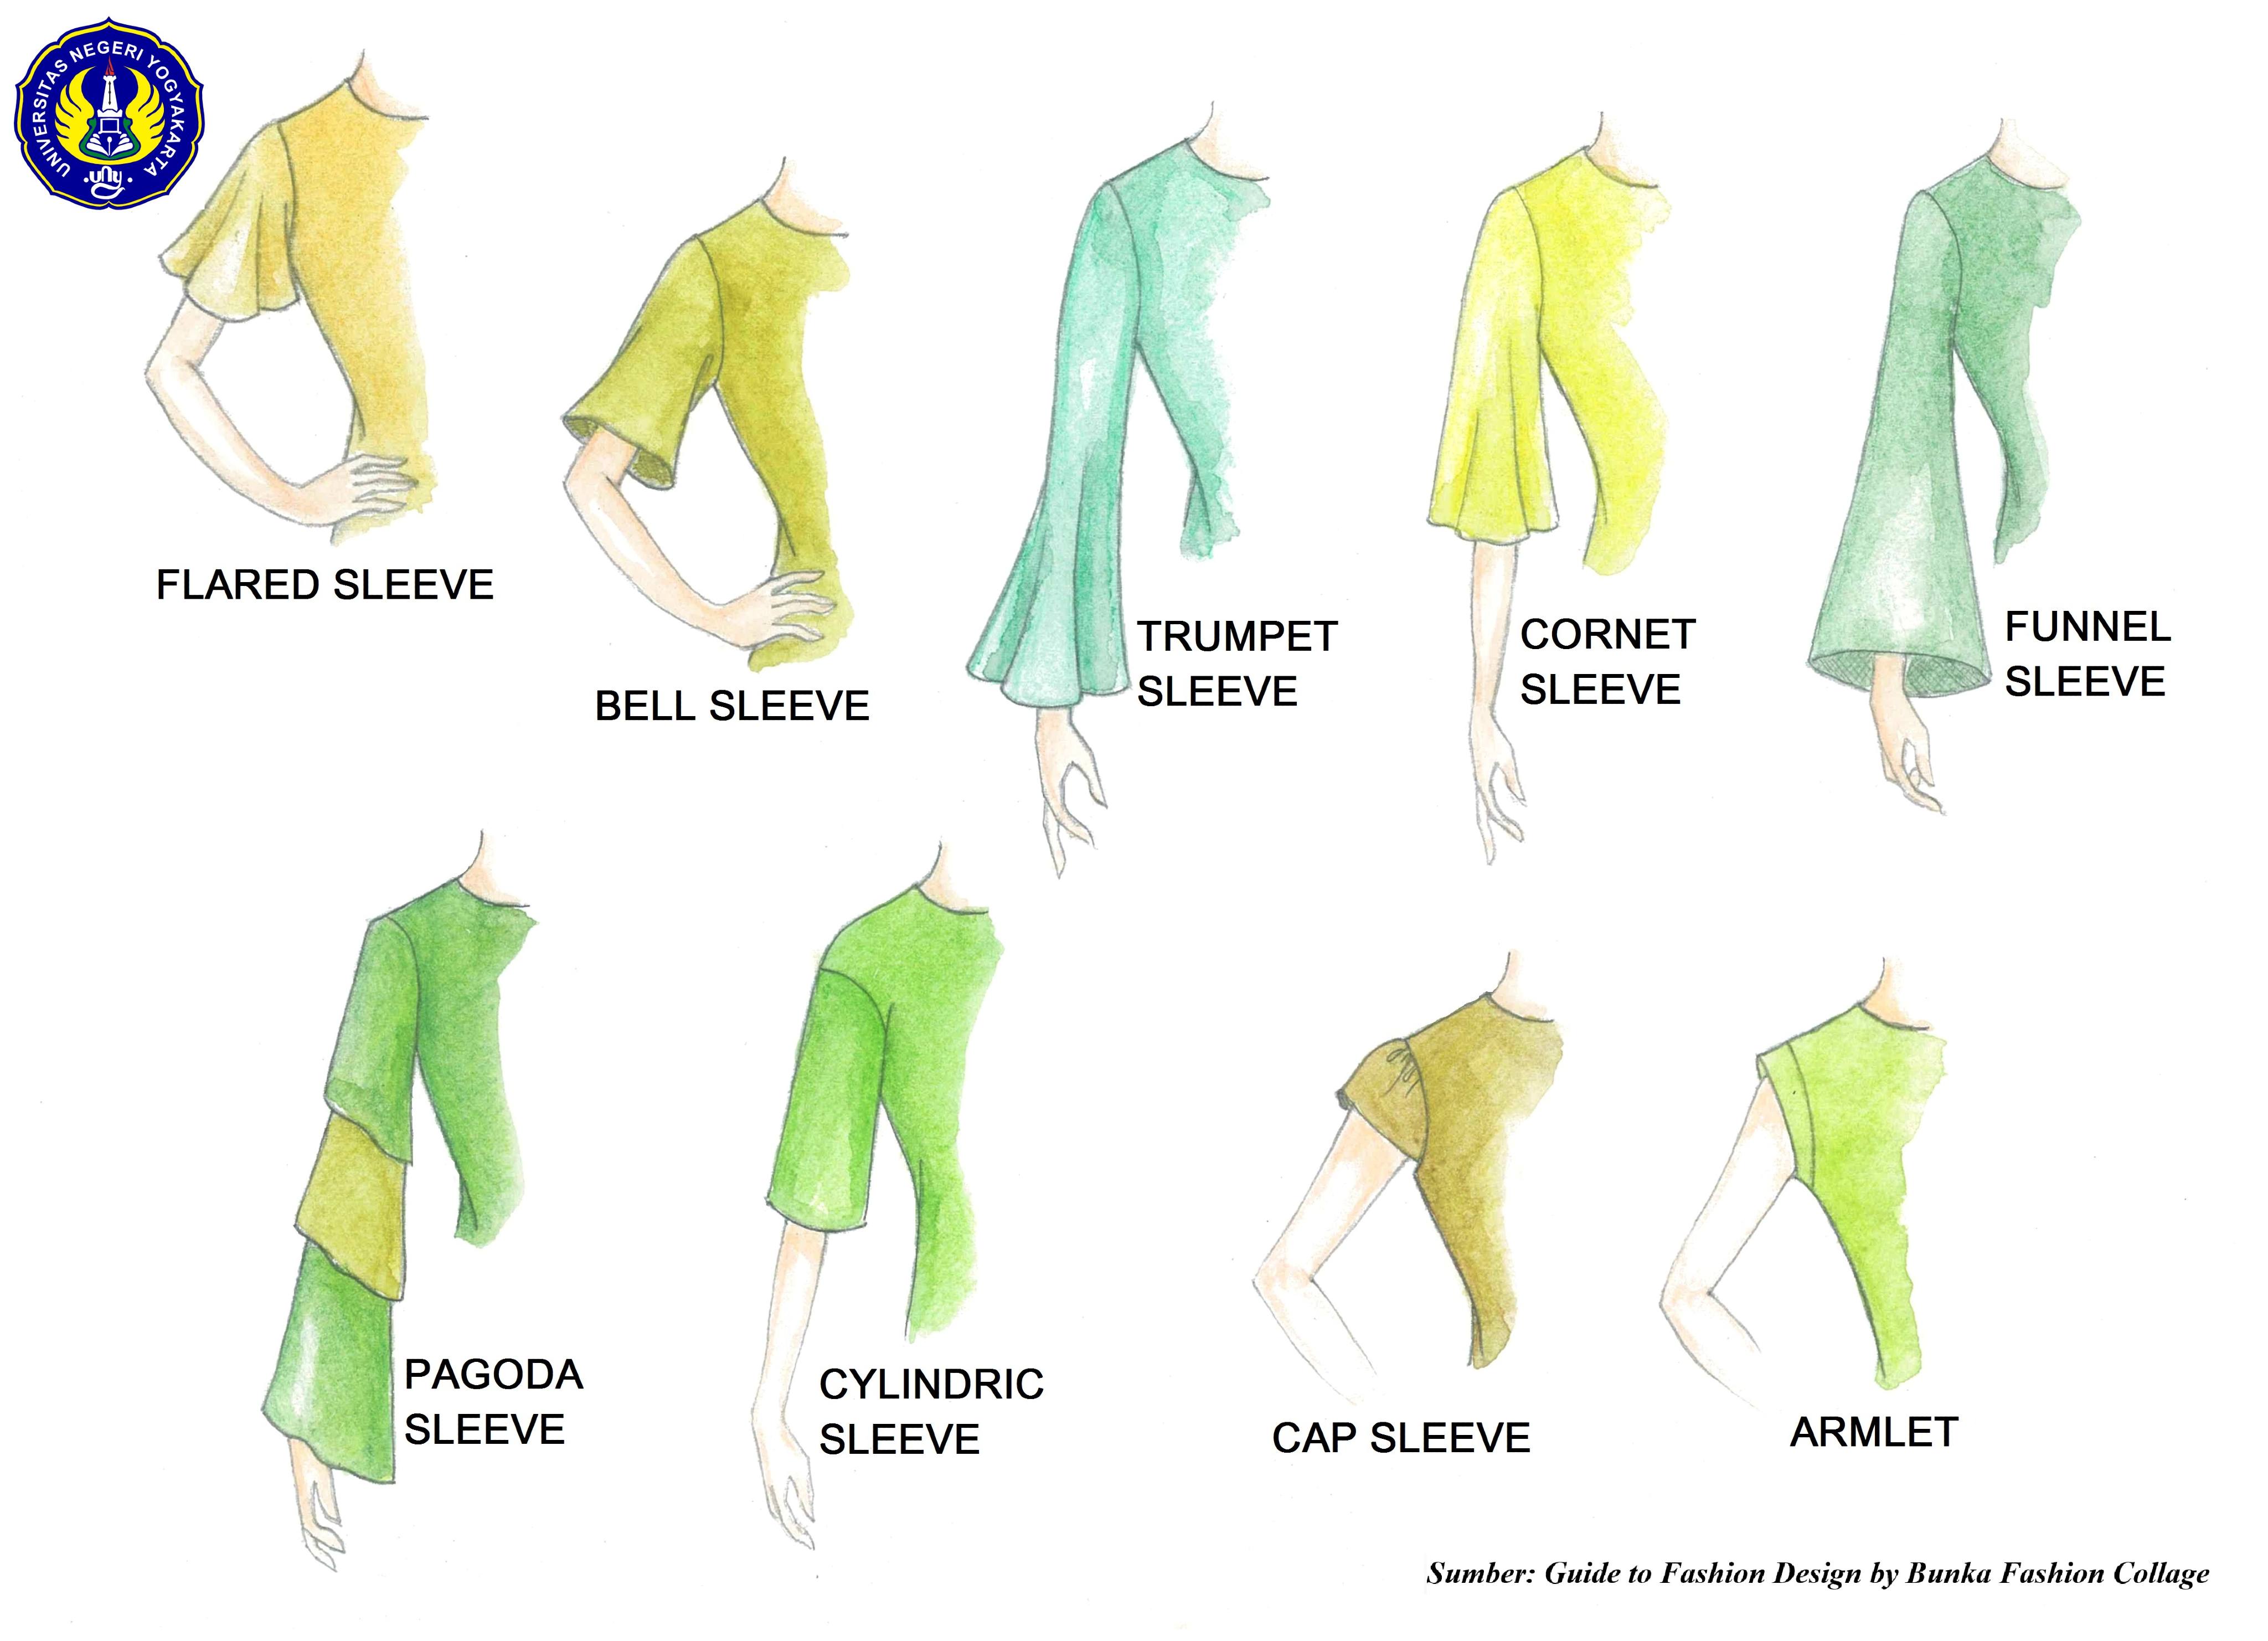 UNIVERSITAS NEGERI YOGYAKARTA
uny
FLARED SLEEVE
BELL SLEEVE
TRUMPET
SLEEVE
CORNET
SLEEVE
FUNNEL
SLEEVE
PAGODA
SLEEVE
CYLINDRIC
SLEEVE
CAP SLEEVE
ARMLET
Sumber: Guide to Fashion Design by Bunka Fashion Collage